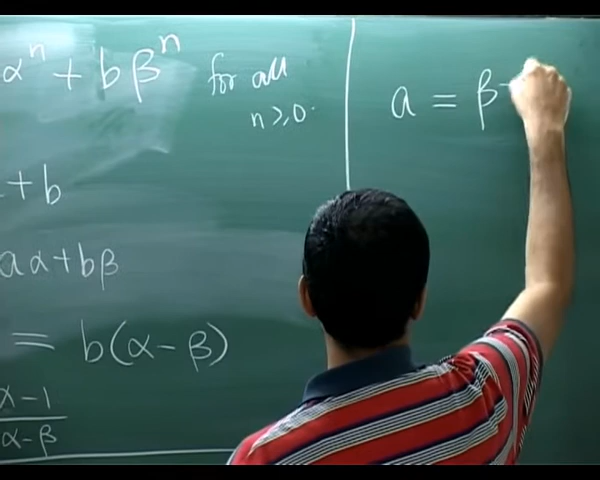 αⁿ + bβⁿ for all
n ≥ 0.
+ b
aα + bβ
= b(α - β)
α - 1
α - β
a = β -